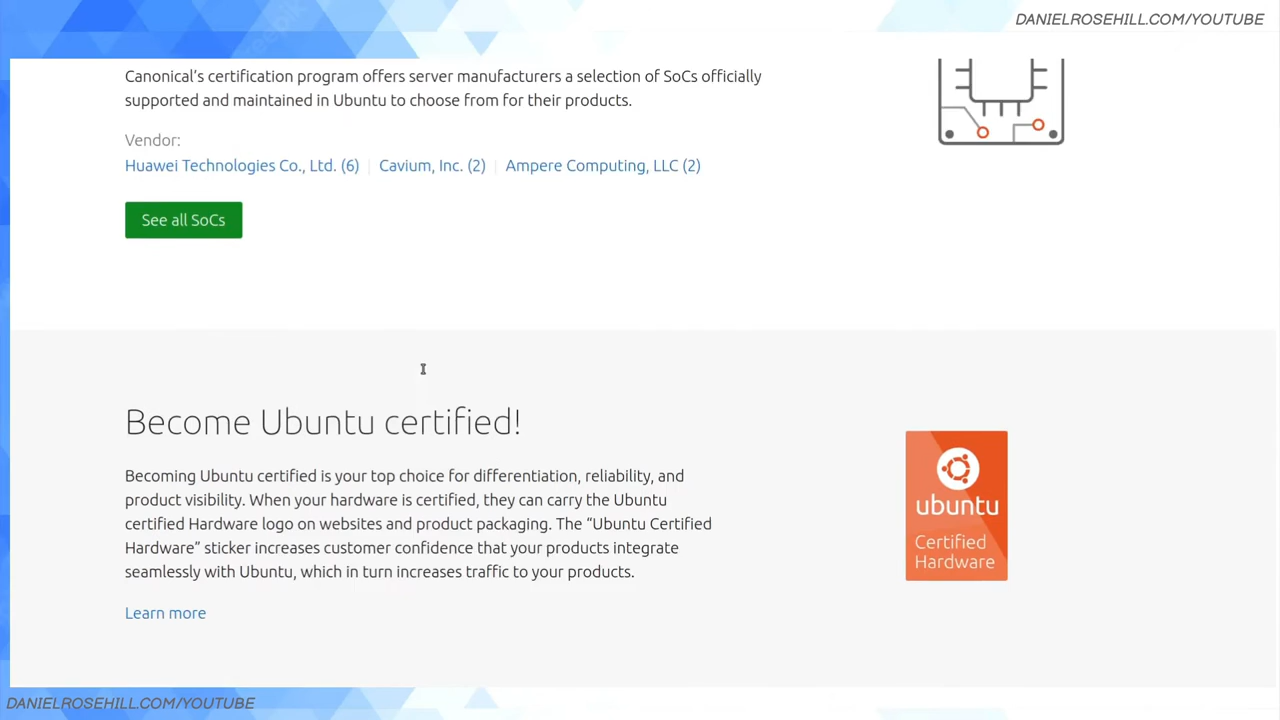 DANIELROSEHILL.COM/YOUTUBE
Canonical's certification program offers server manufacturers a selection of SoCs officially
supported and maintained in Ubuntu to choose from for their products.
Vendor:
Huawei Technologies Co., Ltd. (6) | Cavium, Inc. (2) | Ampere Computing, LLC (2)
See all SoCs
Become Ubuntu certified!
Becoming Ubuntu certified is your top choice for differentiation, reliability, and
product visibility. When your hardware is certified, they can carry the Ubuntu
certified Hardware logo on websites and product packaging. The “Ubuntu Certified
Hardware” sticker increases customer confidence that your products integrate
seamlessly with Ubuntu, which in turn increases traffic to your products.
Learn more
ubuntu
Certified
Hardware
DANIELROSEHILL.COM/YOUTUBE